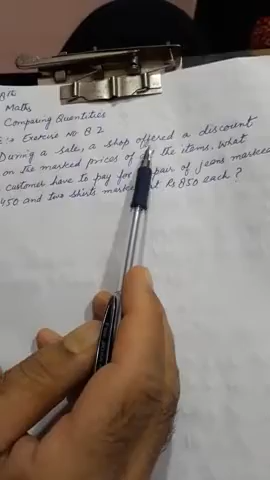 Maths
Comparing Quantities
Exercise No 8.2
During a sale, a shop offered a discount
on the marked prices of the items. What
customer have to pay for pair of jeans marked
450 and two shirts marked at Rs 850 each?